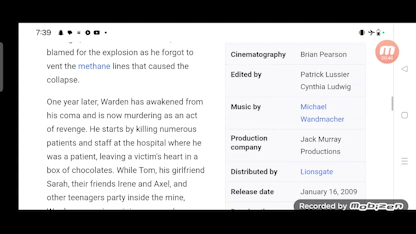 7:39
blamed for the explosion as he forgot to
vent the methane lines that caused the
collapse.
One year later, Warden has awakened from
his coma and is now murdering as an act
of revenge. He starts by killing numerous
patients and staff at the hospital where he
was a patient, leaving a victim's heart in a
box of chocolates. While Tom, his girlfriend
Sarah, their friends Irene and Axel, and
other teenagers party inside the mine,
Cinematography Brian Pearson
Edited by Patrick Lussier
Cynthia Ludwig
Music by Michael
Wandmacher
Production company Jack Murray
Productions
Distributed by Lionsgate
Release date January 16, 2009
Recorded by Mobizen